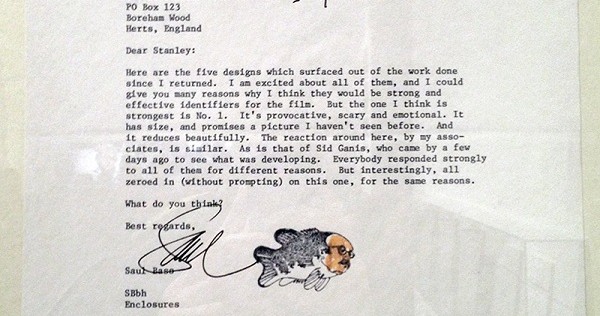 PO Box 123
Boreham Wood
Herts, England
Dear Stanley:
Here are the five designs which surfaced out of the work done
since I returned. I am excited about all of them, and I could
give you many reasons why I think they would be strong and
effective identifiers for the film. But the one I think is
strongest is No. 1. It's provocative, scary and emotional. It
has size, and promises a picture I haven't seen before. And
it reduces beautifully. The reaction around here, by my asso-
ciates, is similar. As is that of Sid Ganis, who came by a few
days ago to see what was developing. Everybody responded strongly
to all of them for different reasons. But interestingly, all
zeroed in (without prompting) on this one, for the same reasons.
What do you think?
Best regards,
Saul
Saul Bass
SBbh
Enclosures